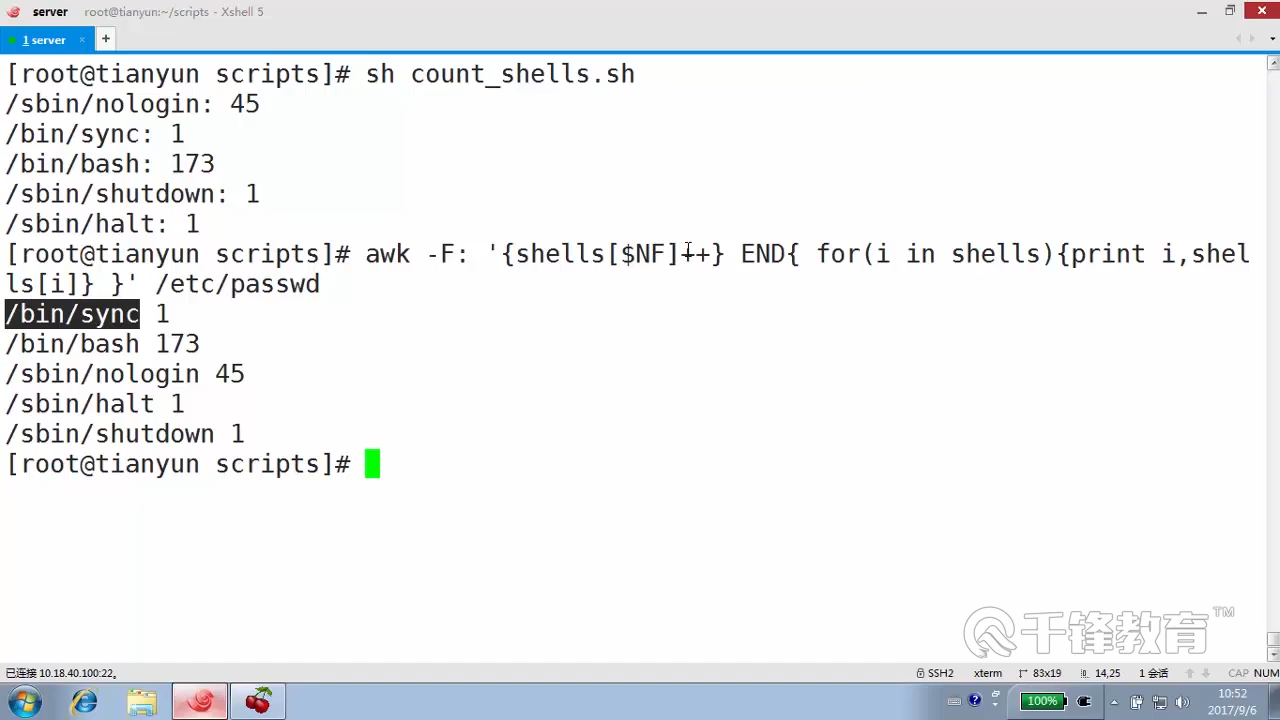 server root@tianyun:~/scripts - Xshell 5
1 server × +
[root@tianyun scripts]# sh count_shells.sh
/sbin/nologin: 45
/bin/sync: 1
/bin/bash: 173
/sbin/shutdown: 1
/sbin/halt: 1
[root@tianyun scripts]# awk -F: '{shells[$NF]++} END{ for(i in shells){print i,shel
ls[i]} }' /etc/passwd
/bin/sync 1
/bin/bash 173
/sbin/nologin 45
/sbin/halt 1
/sbin/shutdown 1
[root@tianyun scripts]#
千锋教育™
已连接 10.18.40.100:22。 SSH2 xterm 83x19 14,25 1 会话 CAP NUM
100% 10:52
2017/9/6